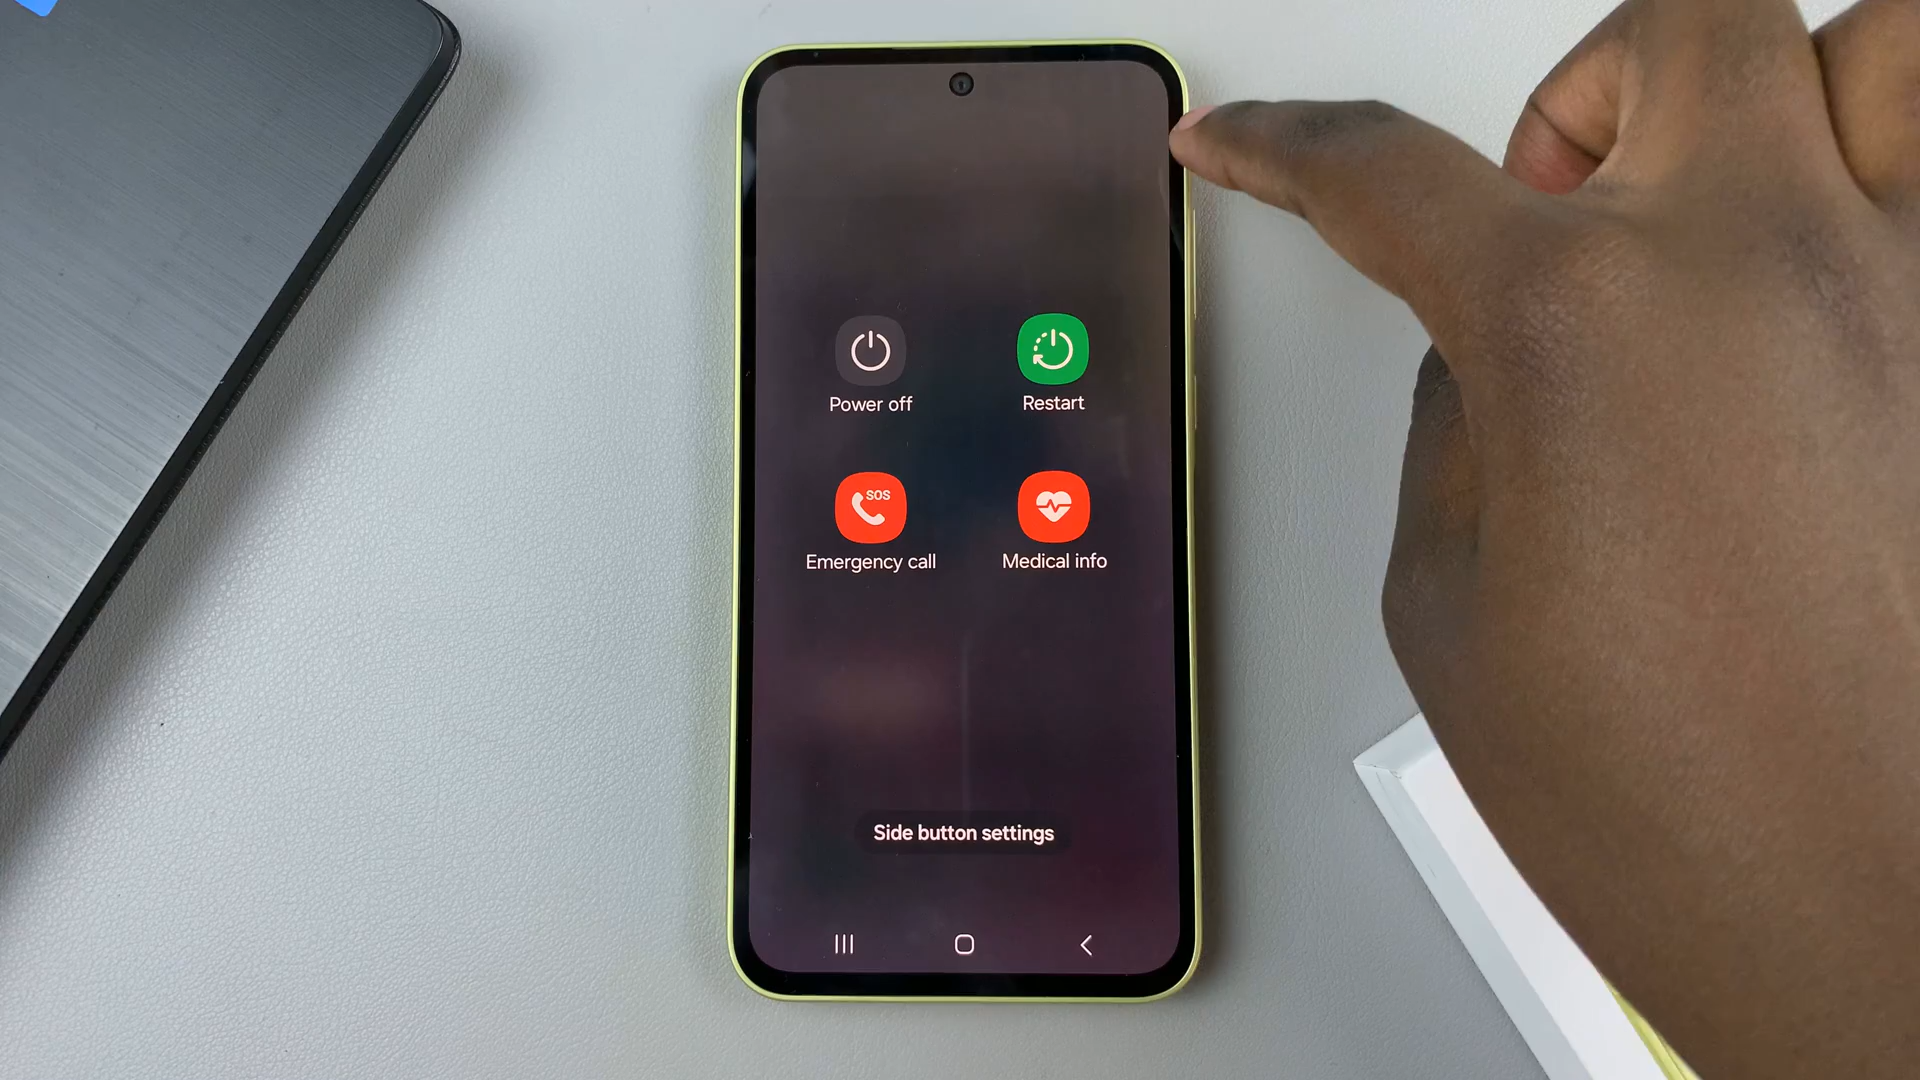 Power off
Restart
SOS
Emergency call
Medical info
Side button settings